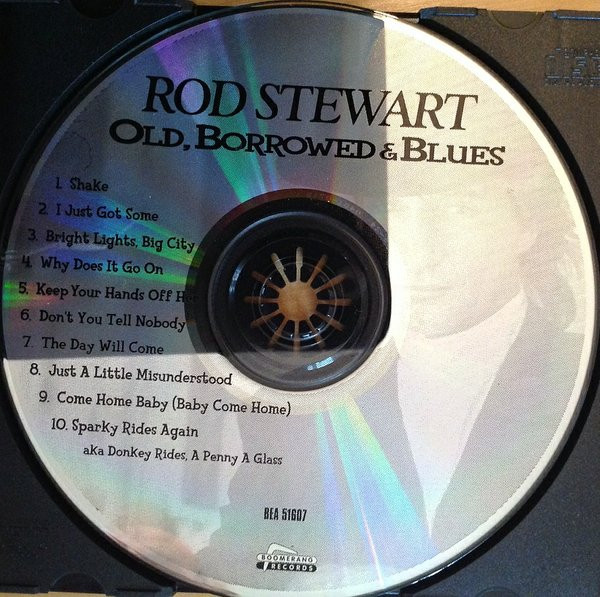 ROD STEWART
OLD, BORROWED & BLUES
1. Shake
2. I Just Got Some
3. Bright Lights, Big City
4. Why Does It Go On
5. Keep Your Hands Off
6. Don't You Tell Nobody
7. The Day Will Come
8. Just A Little Misunderstood
9. Come Home Baby (Baby Come Home)
10. Sparky Rides Again
aka Donkey Rides, A Penny A Glass
BEA 51607
BOOMERANG
RECORDS